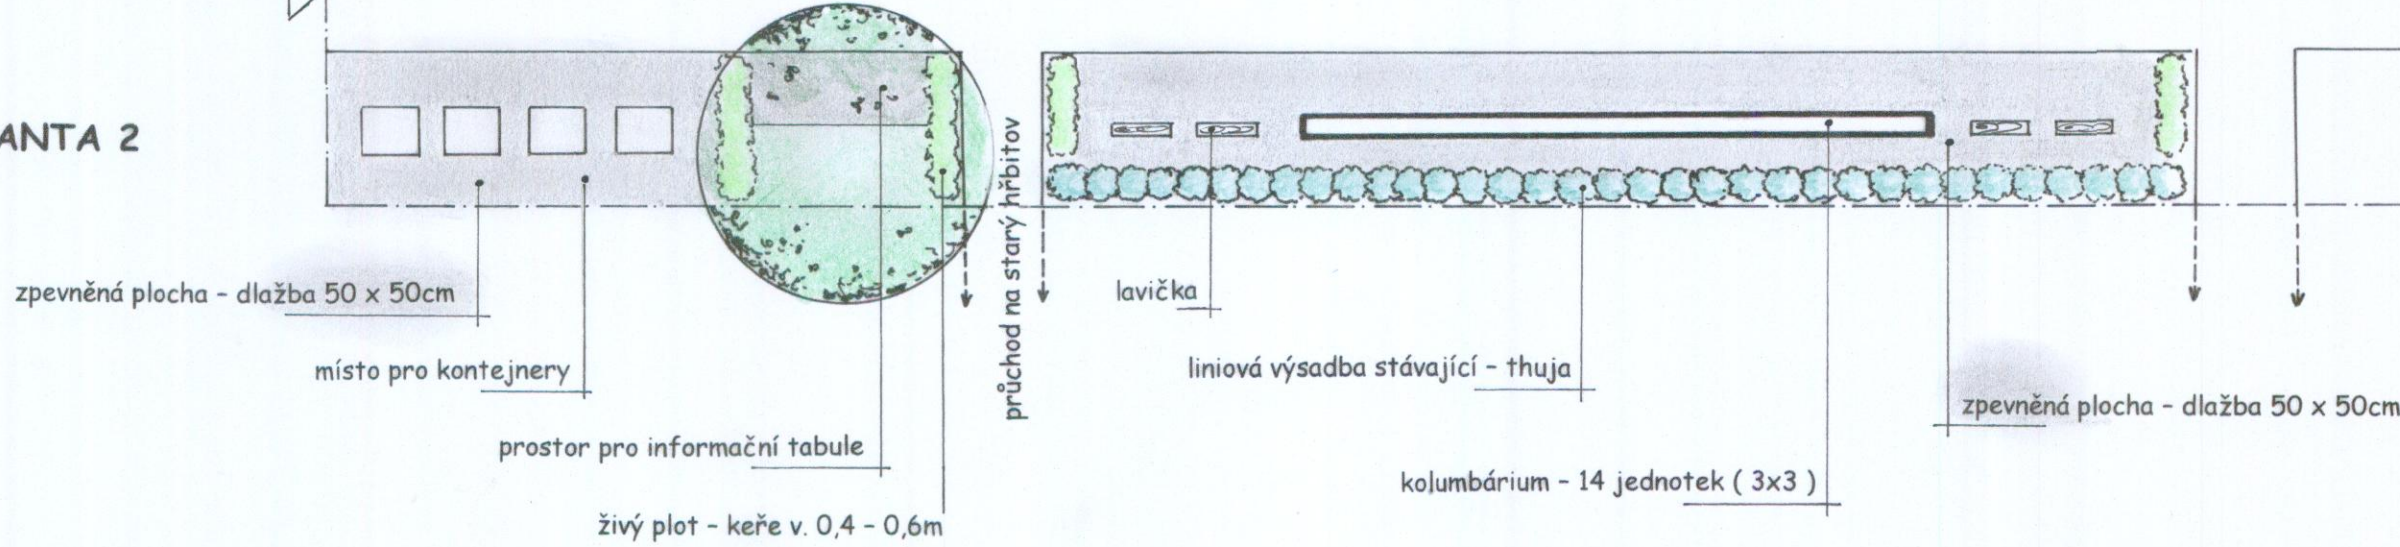 ANTA 2
zpevněná plocha - dlažba 50 x 50cm
místo pro kontejnery
prostor pro informační tabule
živý plot - keře v. 0,4 - 0,6m
průchod na starý hřbitov
lavička
liniová výsadba stávající - thuja
kolumbárium - 14 jednotek ( 3x3 )
zpevněná plocha - dlažba 50 x 50cm